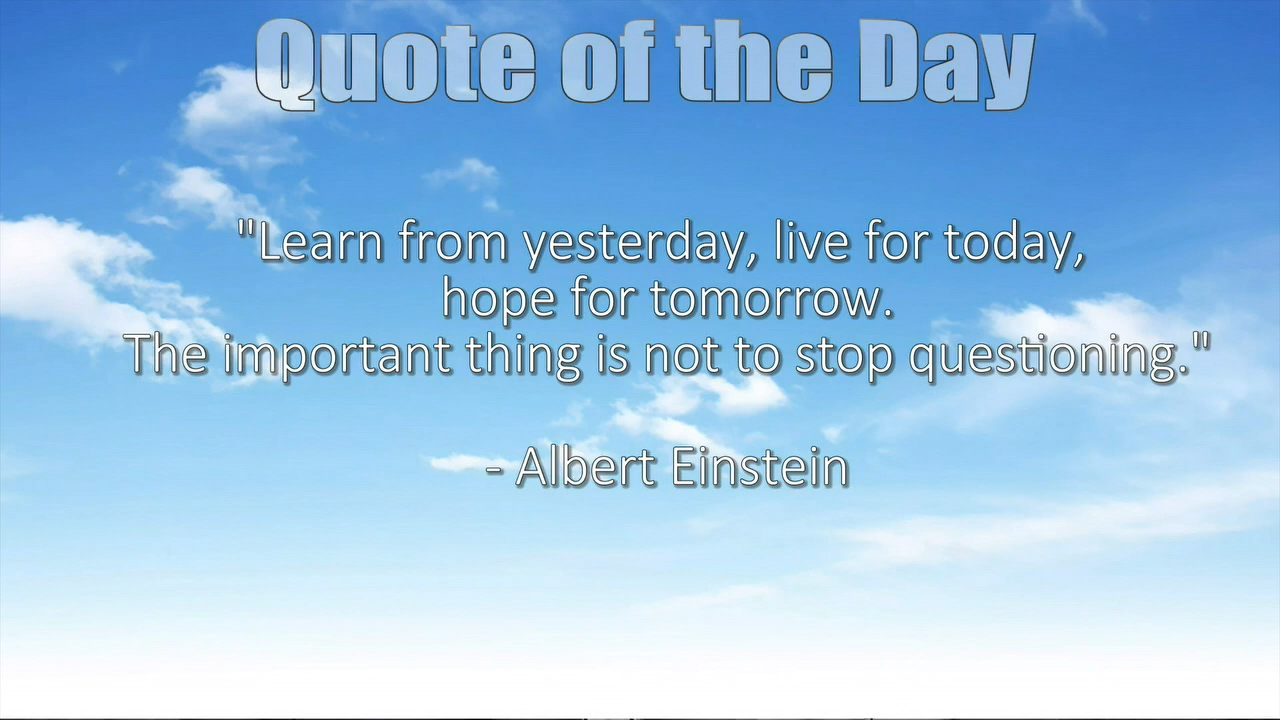 Quote of the Day
"Learn from yesterday, live for today,
hope for tomorrow.
The important thing is not to stop questioning."
- Albert Einstein